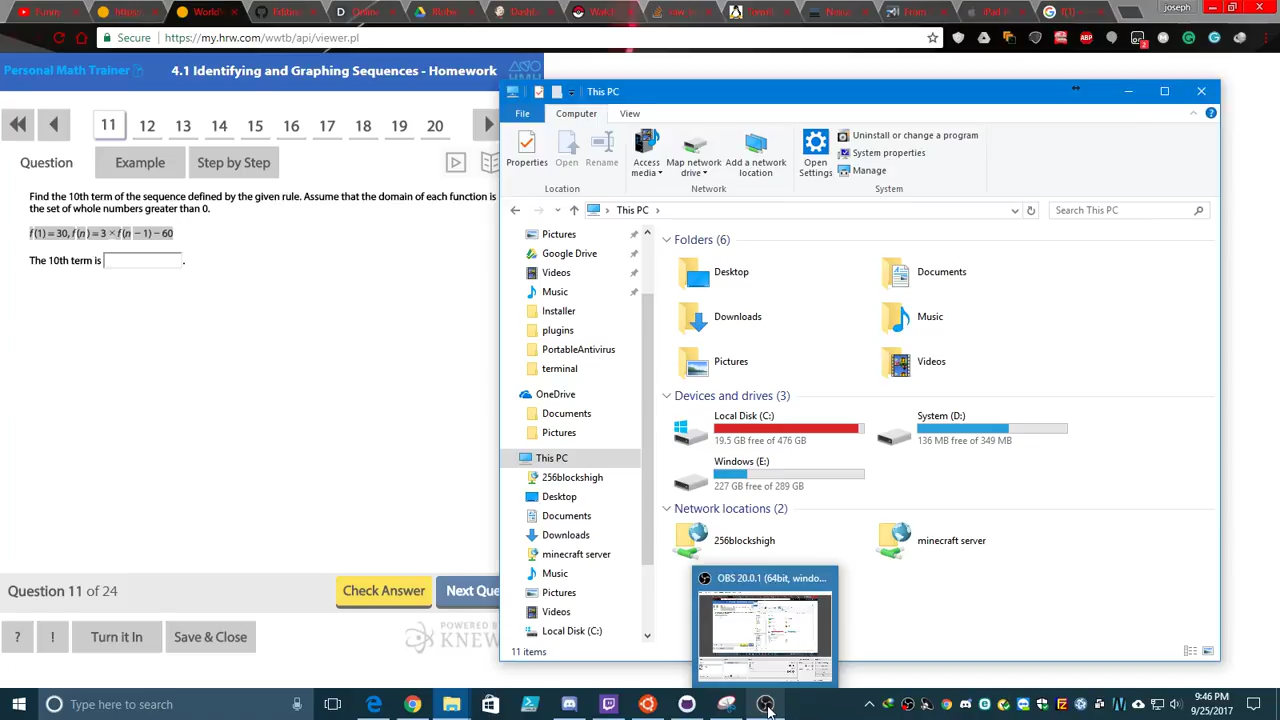 joseph
Secure
https://my.hrw.com/wwtb/api/viewer.pl
Personal Math Trainer
4.1 Identifying and Graphing Sequences - Homework
11 12 13 14 15 16 17 18 19 20
Question
Example
Step by Step
Find the 10th term of the sequence defined by the given rule. Assume that the domain of each function is
the set of whole numbers greater than 0.
f(1) = 30, f(n) = 3 × f(n − 1) − 60
The 10th term is .
Question 11 of 24
Check Answer
Next Que
?
!
Turn it In
Save & Close
POWERED BY
KNEW
This PC
File
Computer
View
Properties
Open
Rename
Access media
Map network drive
Add a network location
Open Settings
Uninstall or change a program
System properties
Manage
Location
Network
System
This PC
Search This PC
Pictures
Google Drive
Videos
Music
Installer
plugins
PortableAntivirus
terminal
OneDrive
Documents
Pictures
This PC
256blockshigh
Desktop
Documents
Downloads
minecraft server
Music
Pictures
Videos
Local Disk (C:)
Folders (6)
Desktop
Documents
Downloads
Music
Pictures
Videos
Devices and drives (3)
Local Disk (C:)
19.5 GB free of 476 GB
System (D:)
136 MB free of 349 MB
Windows (E:)
227 GB free of 289 GB
Network locations (2)
256blockshigh
minecraft server
11 items
OBS 20.0.1 (64bit, windo...
Type here to search
9:46 PM
9/25/2017